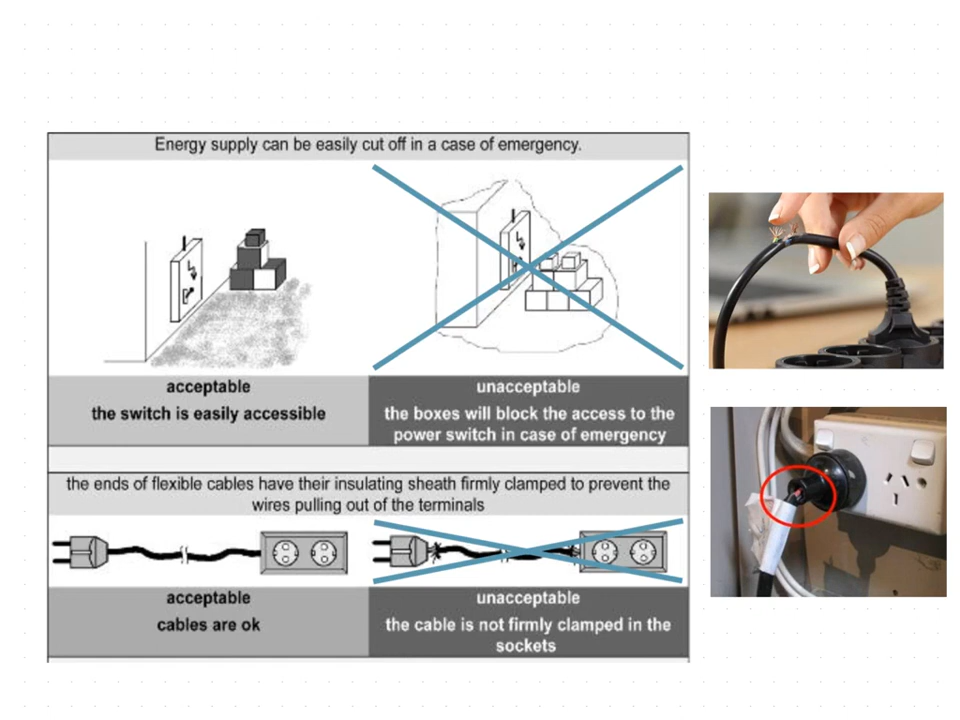 Energy supply can be easily cut off in a case of emergency.
acceptable
the switch is easily accessible
unacceptable
the boxes will block the access to the
power switch in case of emergency
the ends of flexible cables have their insulating sheath firmly clamped to prevent the
wires pulling out of the terminals
acceptable
cables are ok
unacceptable
the cable is not firmly clamped in the
sockets